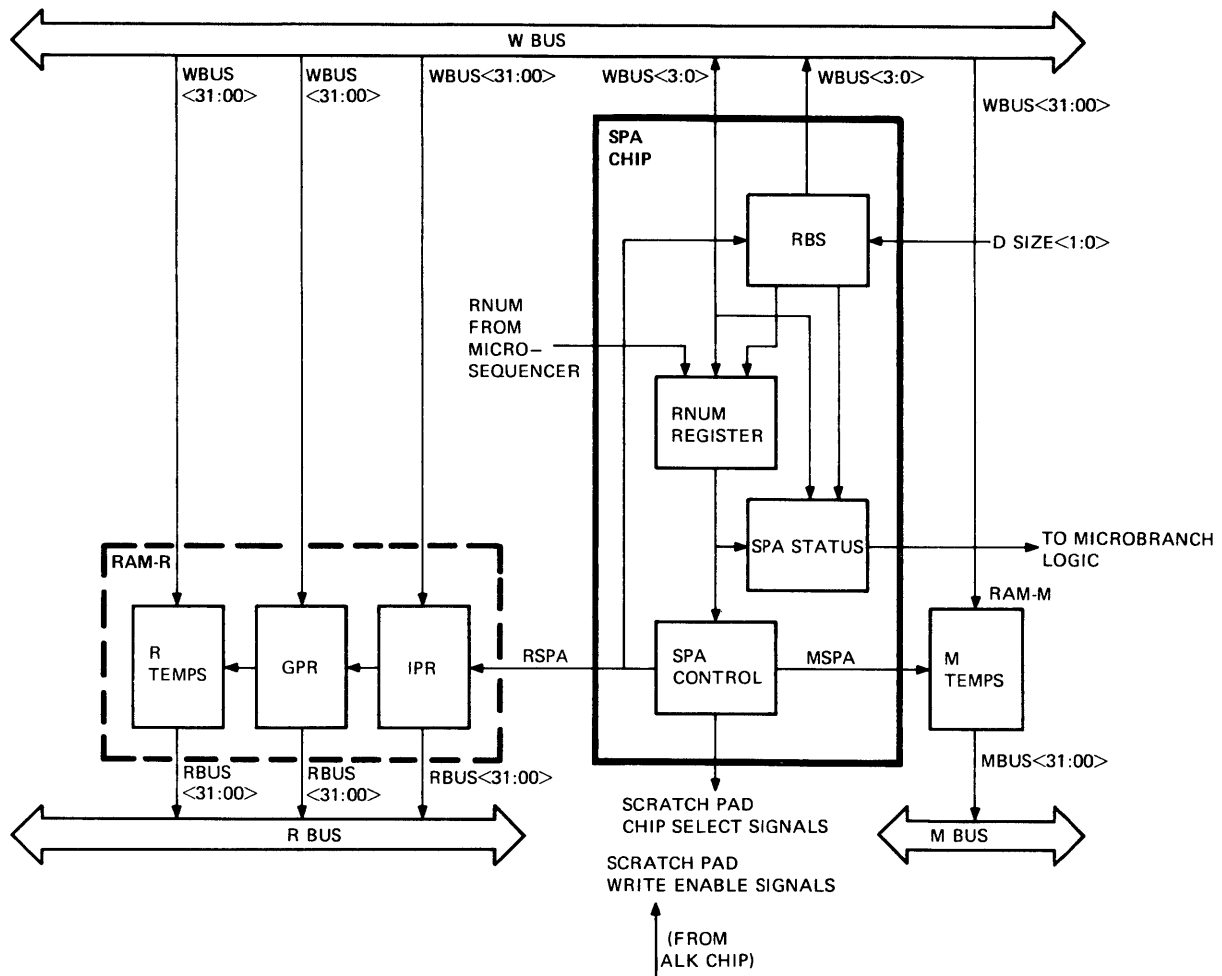 W BUS
WBUS
<31:00>
WBUS
<31:00>
WBUS<31:00>
WBUS<3:0>
WBUS<3:0>
WBUS<31:00>
SPA
CHIP
RBS
D SIZE<1:0>
RNUM
FROM
MICRO–
SEQUENCER
RNUM
REGISTER
SPA STATUS
TO MICROBRANCH
LOGIC
RAM-R
RAM-M
R
TEMPS
GPR
IPR
RSPA
SPA
CONTROL
MSPA
M
TEMPS
RBUS
<31:00>
RBUS
<31:00>
RBUS<31:00>
MBUS<31:00>
SCRATCH PAD
CHIP SELECT SIGNALS
R BUS
M BUS
SCRATCH PAD
WRITE ENABLE SIGNALS
(FROM
ALK CHIP)